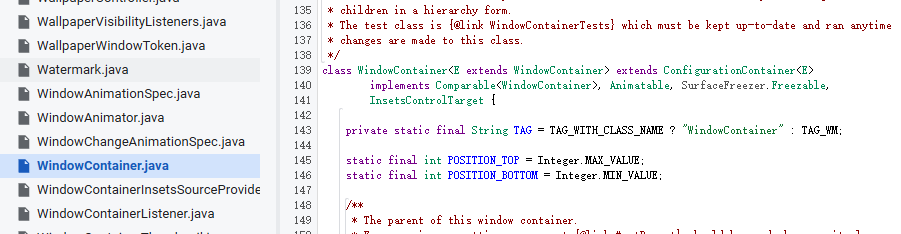 WallpaperVisibilityListeners.java
WallpaperWindowToken.java
Watermark.java
WindowAnimationSpec.java
WindowAnimator.java
WindowChangeAnimationSpec.java
WindowContainer.java
WindowContainerInsetsSourceProvide
WindowContainerListener.java
135 * children in a hierarchy form.
136 * The test class is {@link WindowContainerTests} which must be kept up-to-date and ran anytime
137 * changes are made to this class.
138 */
139 class WindowContainer<E extends WindowContainer> extends ConfigurationContainer<E>
140 implements Comparable<WindowContainer>, Animatable, SurfaceFreezer.Freezable,
141 InsetsControlTarget {
142
143 private static final String TAG = TAG_WITH_CLASS_NAME ? "WindowContainer" : TAG_WM;
144
145 static final int POSITION_TOP = Integer.MAX_VALUE;
146 static final int POSITION_BOTTOM = Integer.MIN_VALUE;
147
148 /**
149 * The parent of this window container.